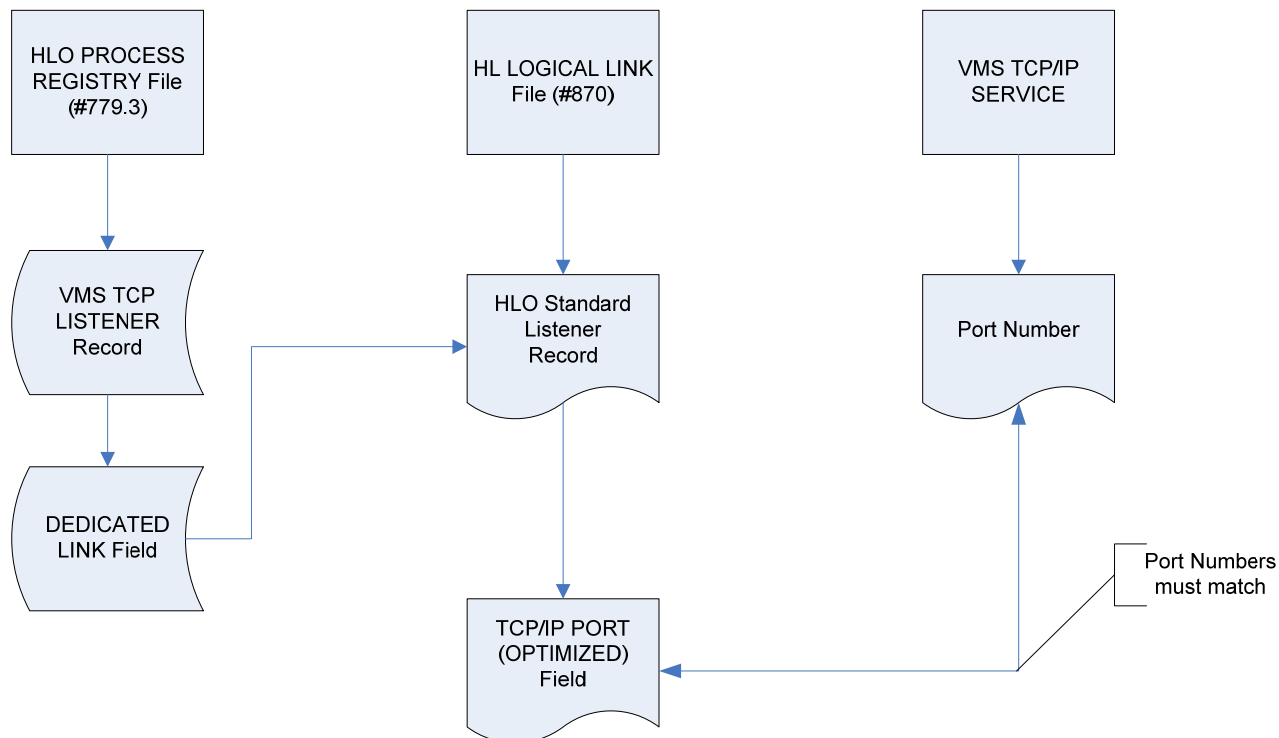 HLO PROCESS
REGISTRY File
(#779.3)
HL LOGICAL LINK
File (#870)
VMS TCP/IP
SERVICE
VMS TCP
LISTENER
Record
HLO Standard
Listener
Record
Port Number
DEDICATED
LINK Field
TCP/IP PORT
(OPTIMIZED)
Field
Port Numbers
must match